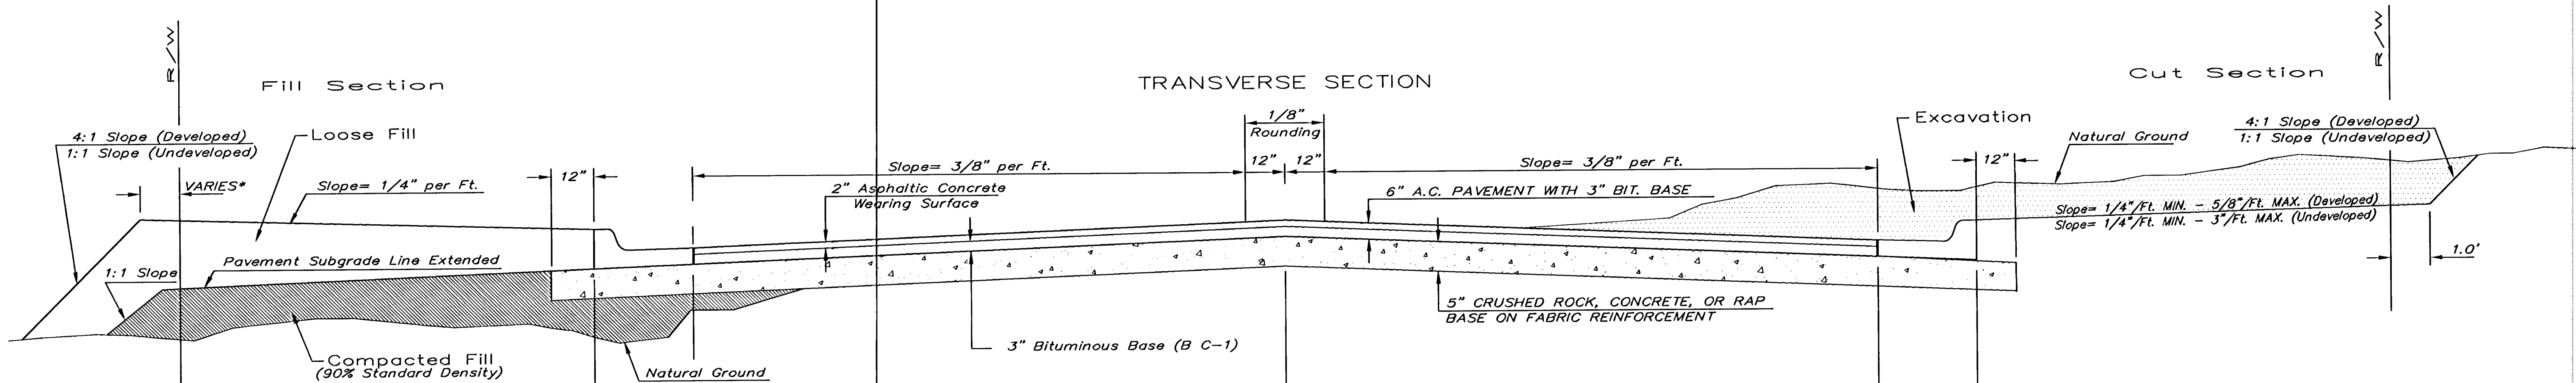 R/W
Fill Section
TRANSVERSE SECTION
Cut Section
R/W
4:1 Slope (Developed)
1:1 Slope (Undeveloped)
Loose Fill
VARIES*
Slope= 1/4" per Ft.
12"
Slope= 3/8" per Ft.
1/8"
Rounding
12"
12"
Slope= 3/8" per Ft.
2" Asphaltic Concrete
Wearing Surface
6" A.C. PAVEMENT WITH 3" BIT. BASE
Excavation
12"
Natural Ground
4:1 Slope (Developed)
1:1 Slope (Undeveloped)
Slope= 1/4"/Ft. MIN. - 5/8"/Ft. MAX. (Developed)
Slope= 1/4"/Ft. MIN. - 3"/Ft. MAX. (Undeveloped)
1.0'
1:1 Slope
Pavement Subgrade Line Extended
5" CRUSHED ROCK, CONCRETE, OR RAP
BASE ON FABRIC REINFORCEMENT
3" Bituminous Base (B C-1)
Compacted Fill
(90% Standard Density)
Natural Ground